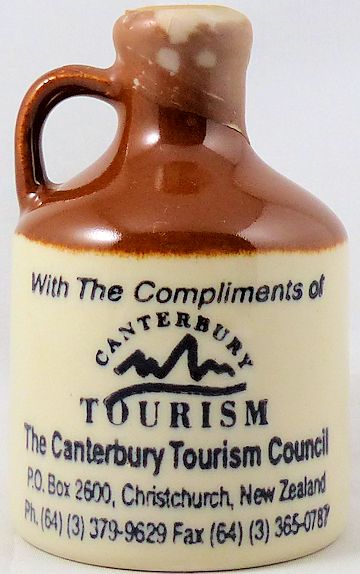 With The Compliments of
CANTERBURY
TOURISM
The Canterbury Tourism Council
P.O. Box 2600, Christchurch, New Zealand
Ph. (64) (3) 379-9629 Fax (64) (3) 365-0787